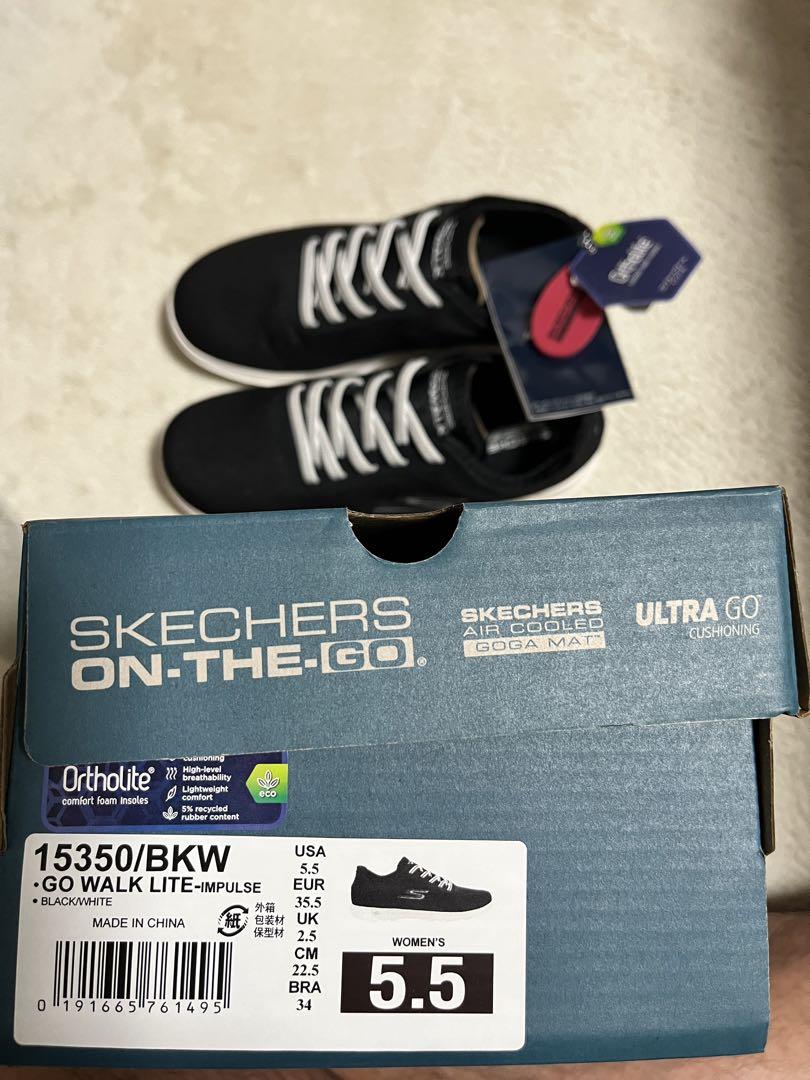 Ortholite
SKECHERS
ON-THE-GO®
SKECHERS
AIR COOLED
GOGA MAT™
ULTRA GO™
CUSHIONING
cushioning
High-level
breathability
Lightweight
comfort
5% recycled
rubber content
Ortholite®
comfort foam insoles
eco
15350/BKW
•GO WALK LITE-IMPULSE
• BLACK/WHITE
MADE IN CHINA
紙
外箱
包装材
保型材
0 191665 761495
USA
5.5
EUR
35.5
UK
2.5
CM
22.5
BRA
34
WOMEN'S
5.5